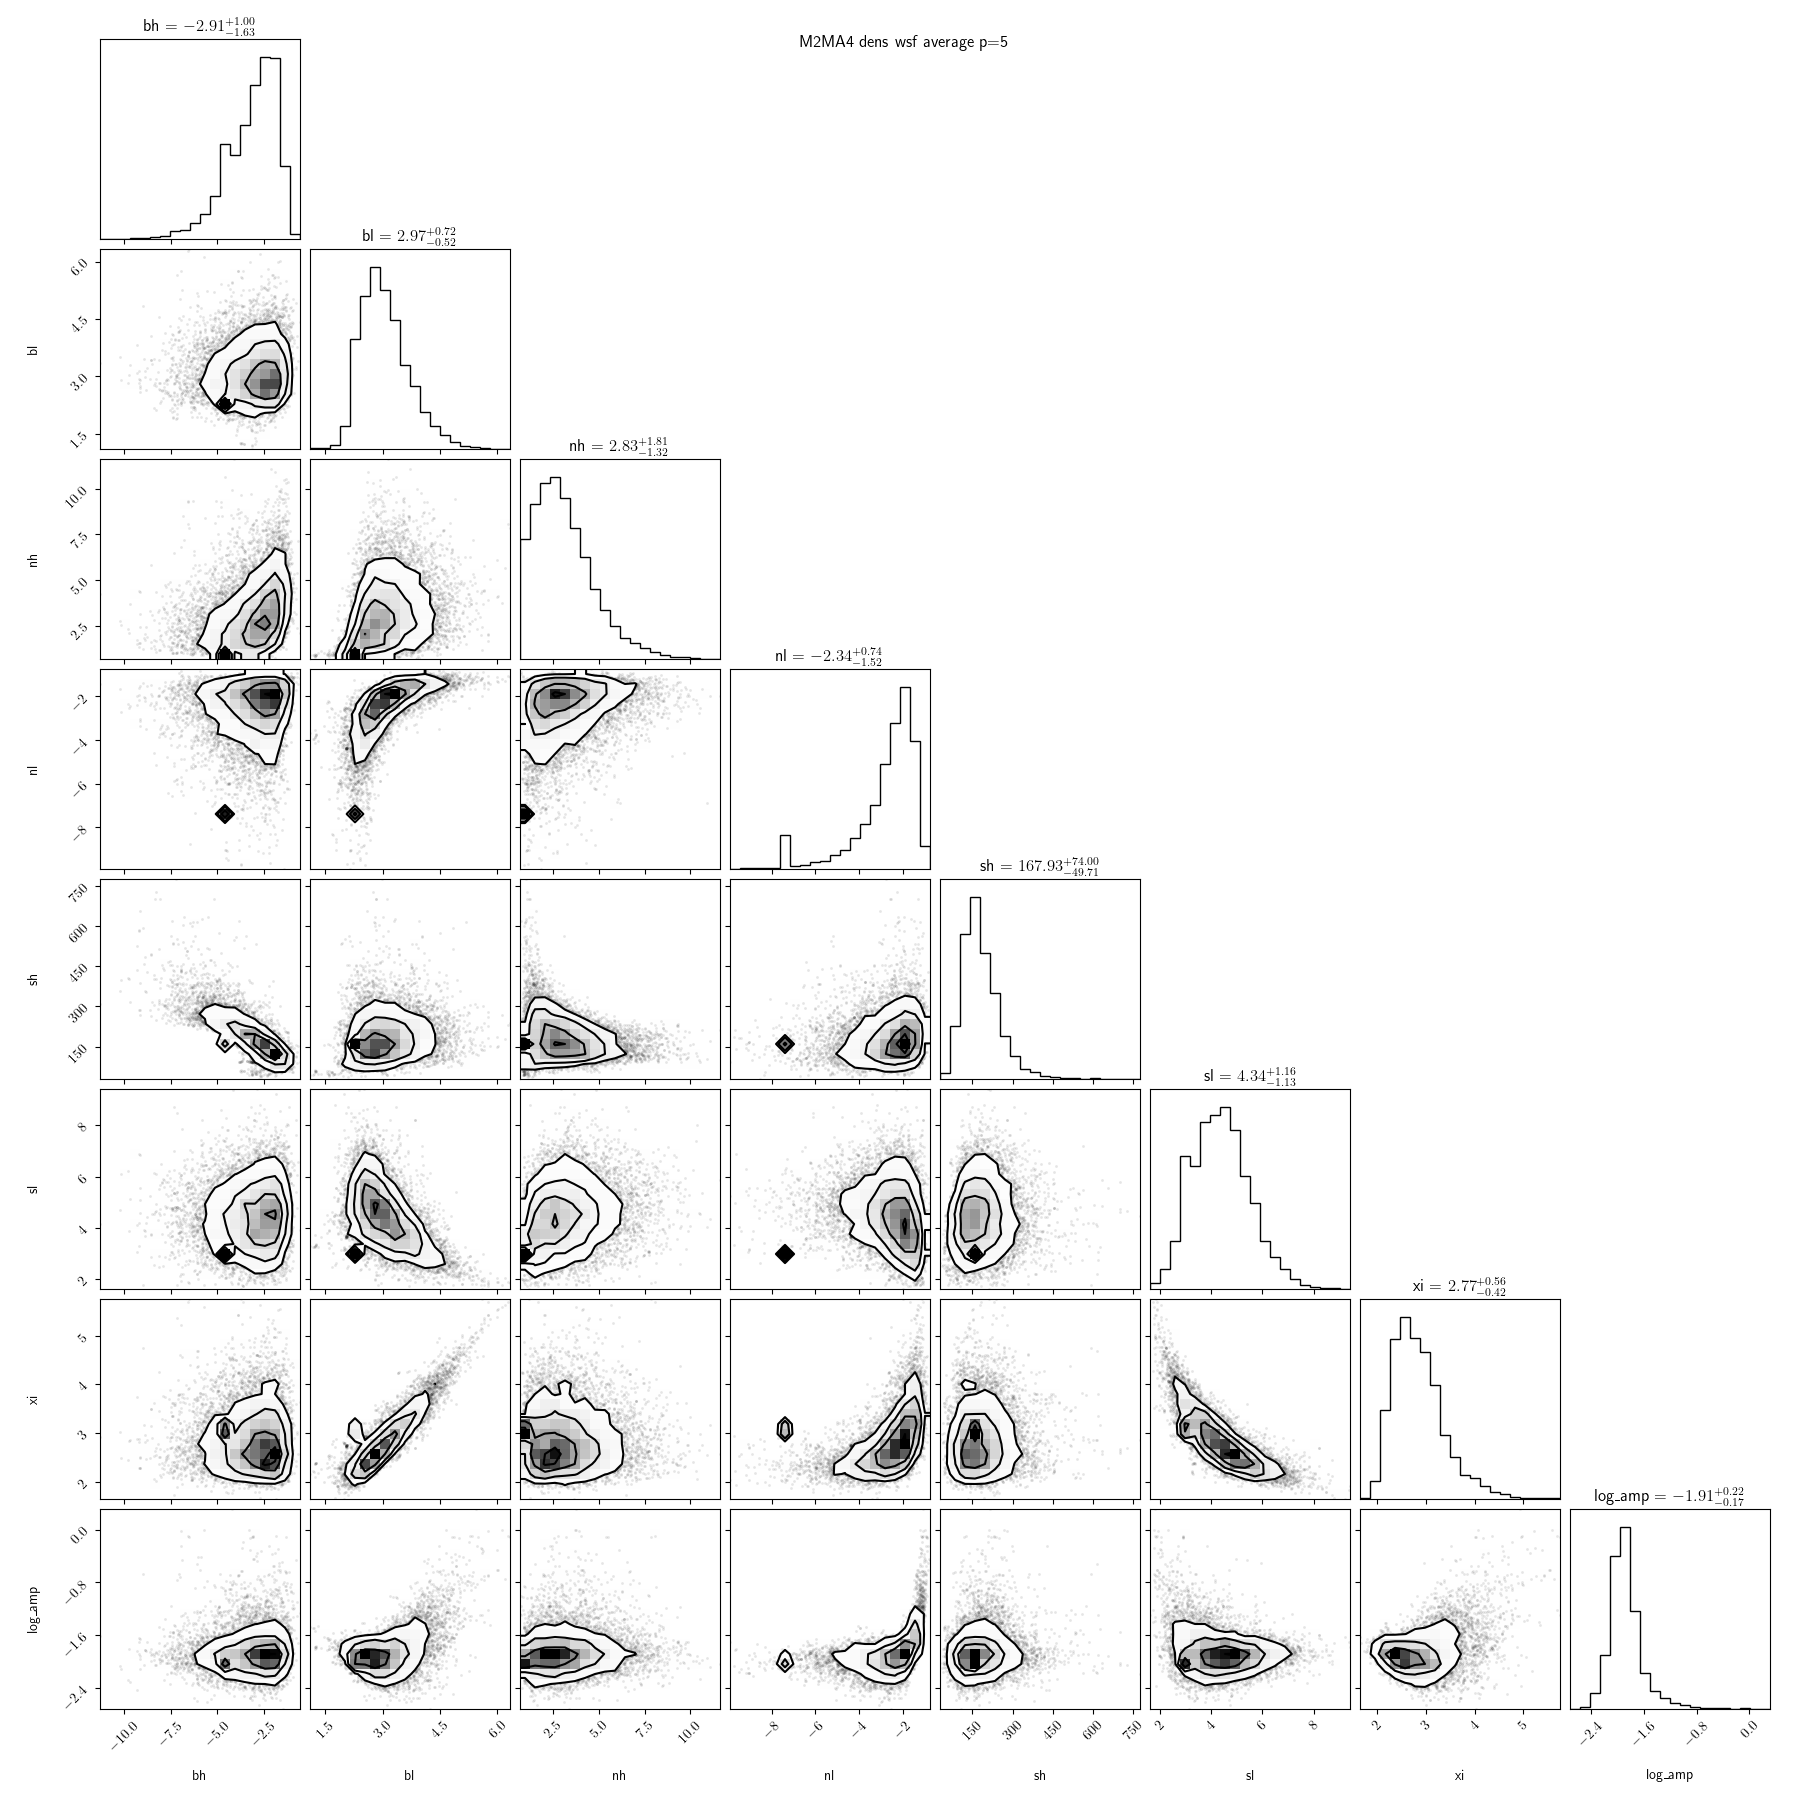 bh = −2.91+1.00−1.63
M2MA4 dens wsf average p=5
bl = 2.97+0.72−0.52
6.0
4.5
3.0
1.5
bl
nh = 2.83+1.81−1.32
10.0
7.5
5.0
2.5
nh
nl = −2.34+0.74−1.52
−2
−4
−6
−8
nl
sh = 167.93+74.00−49.71
750
600
450
300
150
sh
sl = 4.34+1.16−1.13
8
6
4
2
sl
xi = 2.77+0.56−0.42
5
4
3
2
xi
log_amp = −1.91+0.22−0.17
0.0
−0.8
−1.6
−2.4
log_amp
−10.0 −7.5 −5.0 −2.5 1.5 3.0 4.5 6.0 2.5 5.0 7.5 10.0 −8 −6 −4 −2 150 300 450 600 750 2 4 6 8 2 3 4 5 −2.4 −1.6 −0.8 0.0
bh bl nh nl sh sl xi log_amp